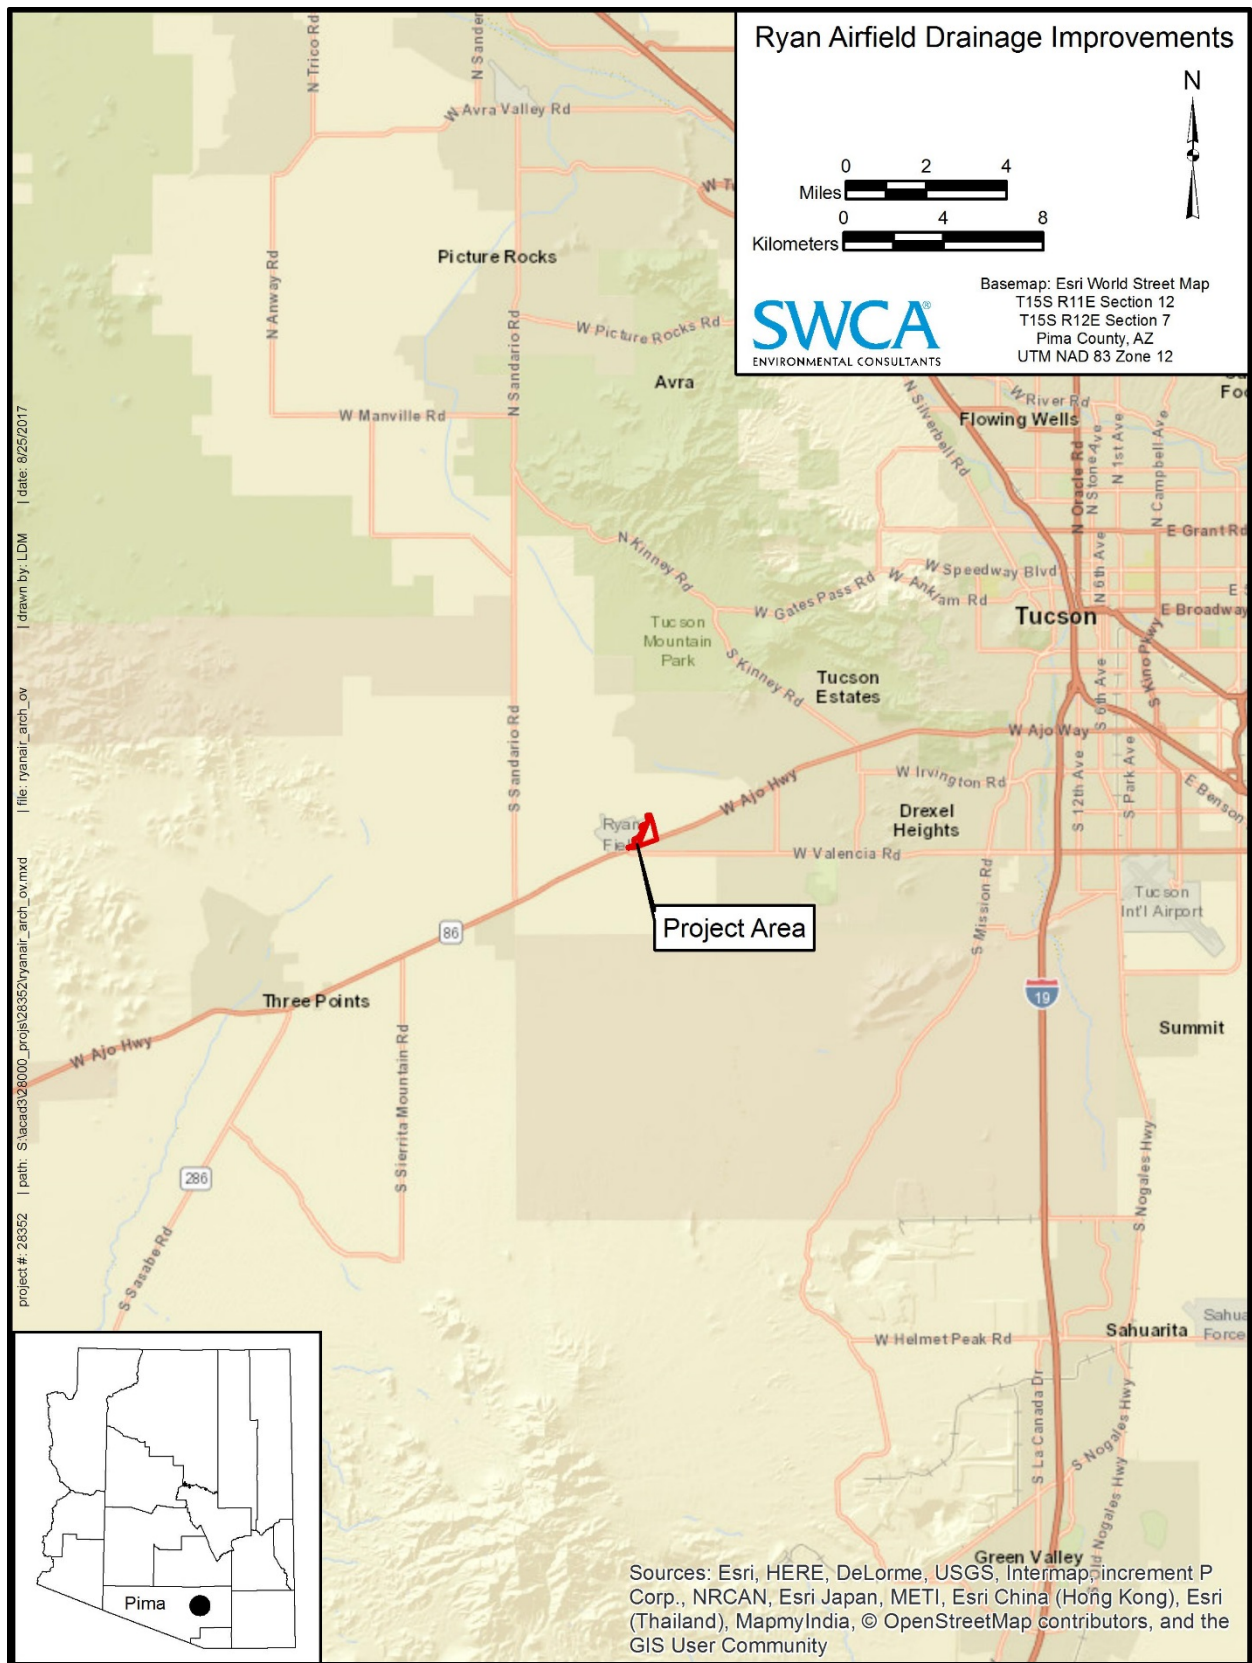 Ryan Airfield Drainage Improvements
N
0 2 4
Miles
0 4 8
Kilometers
Basemap: Esri World Street Map
T15S R11E Section 12
T15S R12E Section 7
Pima County, AZ
UTM NAD 83 Zone 12
SWCA®
ENVIRONMENTAL CONSULTANTS
N Trico Rd
N Sander
W Avra Valley Rd
Picture Rocks
N Anway Rd
N Sandario Rd
W Picture Rocks Rd
Avra
W Manville Rd
N Silverbell Rd
W River Rd
Flowing Wells
N Oracle Rd
N Stone Ave
N 1st Ave
N Campbell Av
E Grant Rd
N Kinney Rd
W Speedway Blvd
W Gates Pass Rd
W Anklam Rd
N 6th Ave
E Broadway
Tucson
Tucson
Mountain
Park
S Kinney Rd
Tucson
Estates
S Kino Pkwy
S 6th Ave
W Ajo Way
S Sandario Rd
W Ajo Hwy
W Irvington Rd
S 12th Ave
S Park Ave
E Benson
Drexel
Heights
Ryan
Field
W Valencia Rd
S Mission Rd
Tucson
Int'l Airport
Project Area
86
Three Points
19
Summit
W Ajo Hwy
S Sierrita Mountain Rd
286
S Sasabe Rd
S Nogales Hwy
W Helmet Peak Rd
Sahuarita
Sahua
Force
S La Canada Dr
S Nogales Hwy
S Old Nogales Hwy
Green Valley
Pima
Sources: Esri, HERE, DeLorme, USGS, Intermap, increment P
Corp., NRCAN, Esri Japan, METI, Esri China (Hong Kong), Esri
(Thailand), MapmyIndia, © OpenStreetMap contributors, and the
GIS User Community
project #: 28352 | path: S:\acad3\28000_projs\28352\ryanair_arch_ov.mxd | file: ryanair_arch_ov | drawn by: LDM | date: 8/25/2017